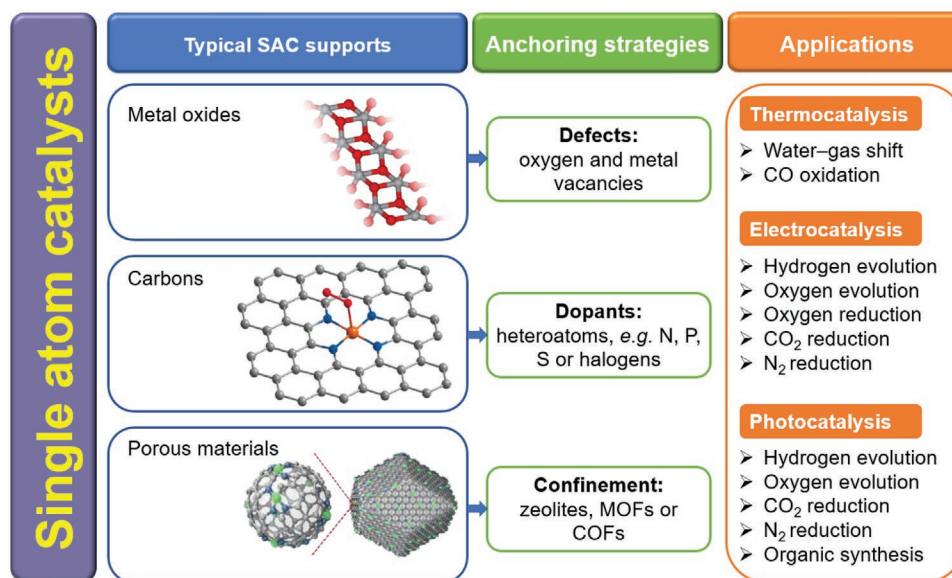 Single atom catalysts
Typical SAC supports
Anchoring strategies
Applications
Metal oxides
Defects:
oxygen and metal
vacancies
Carbons
Dopants:
heteroatoms, e.g. N, P,
S or halogens
Porous materials
Confinement:
zeolites, MOFs or
COFs
Thermocatalysis
➤ Water–gas shift
➤ CO oxidation
Electrocatalysis
➤ Hydrogen evolution
➤ Oxygen evolution
➤ Oxygen reduction
➤ CO₂ reduction
➤ N₂ reduction
Photocatalysis
➤ Hydrogen evolution
➤ Oxygen evolution
➤ CO₂ reduction
➤ N₂ reduction
➤ Organic synthesis